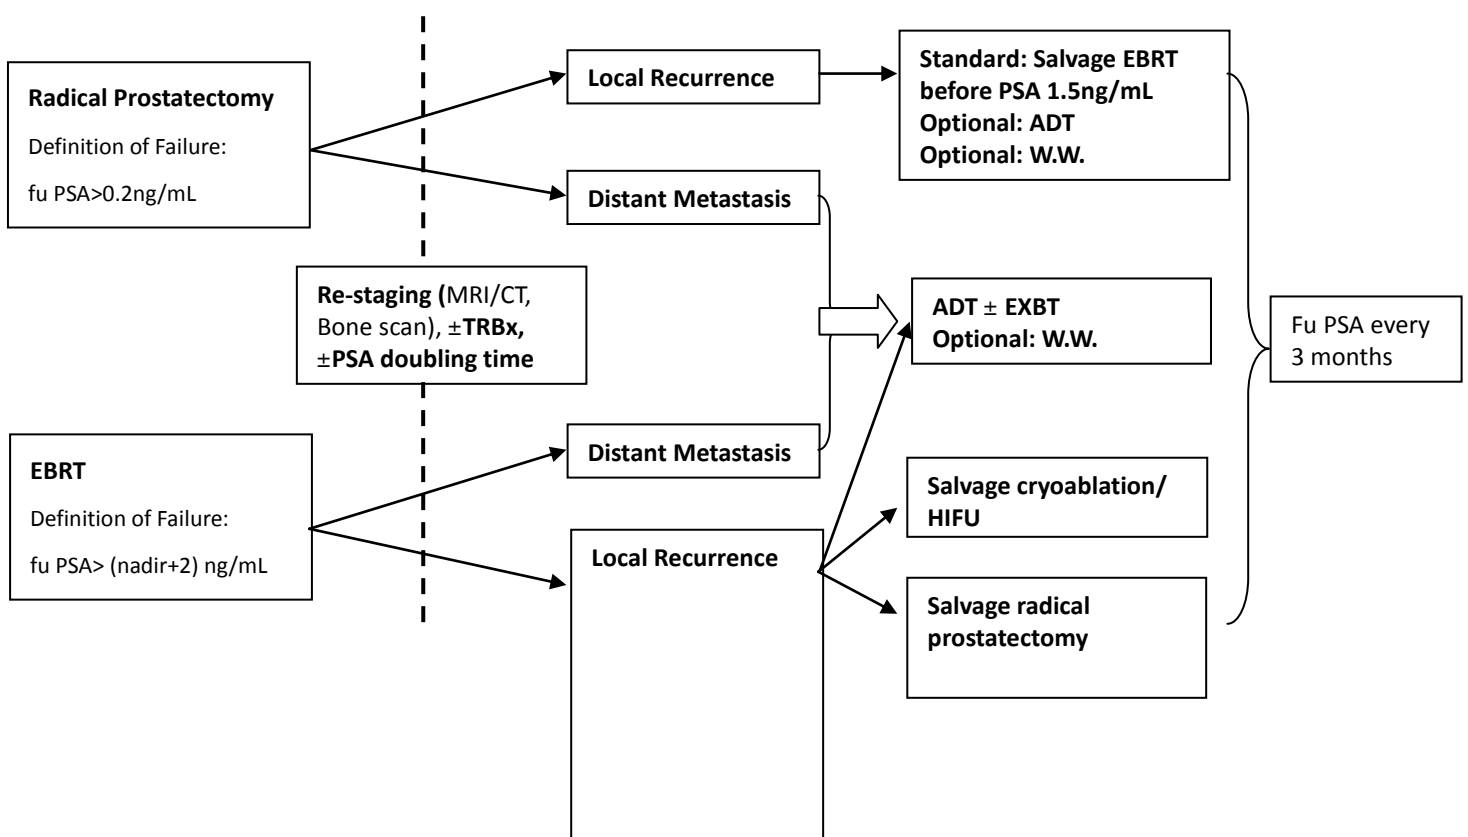 Radical Prostatectomy
Definition of Failure:
fu PSA>0.2ng/mL
Local Recurrence
Standard: Salvage EBRT
before PSA 1.5ng/mL
Optional: ADT
Optional: W.W.
Distant Metastasis
Re-staging (MRI/CT,
Bone scan), ±TRBx,
±PSA doubling time
ADT ± EXBT
Optional: W.W.
Fu PSA every
3 months
EBRT
Definition of Failure:
fu PSA> (nadir+2) ng/mL
Distant Metastasis
Local Recurrence
Salvage cryoablation/
HIFU
Salvage radical
prostatectomy